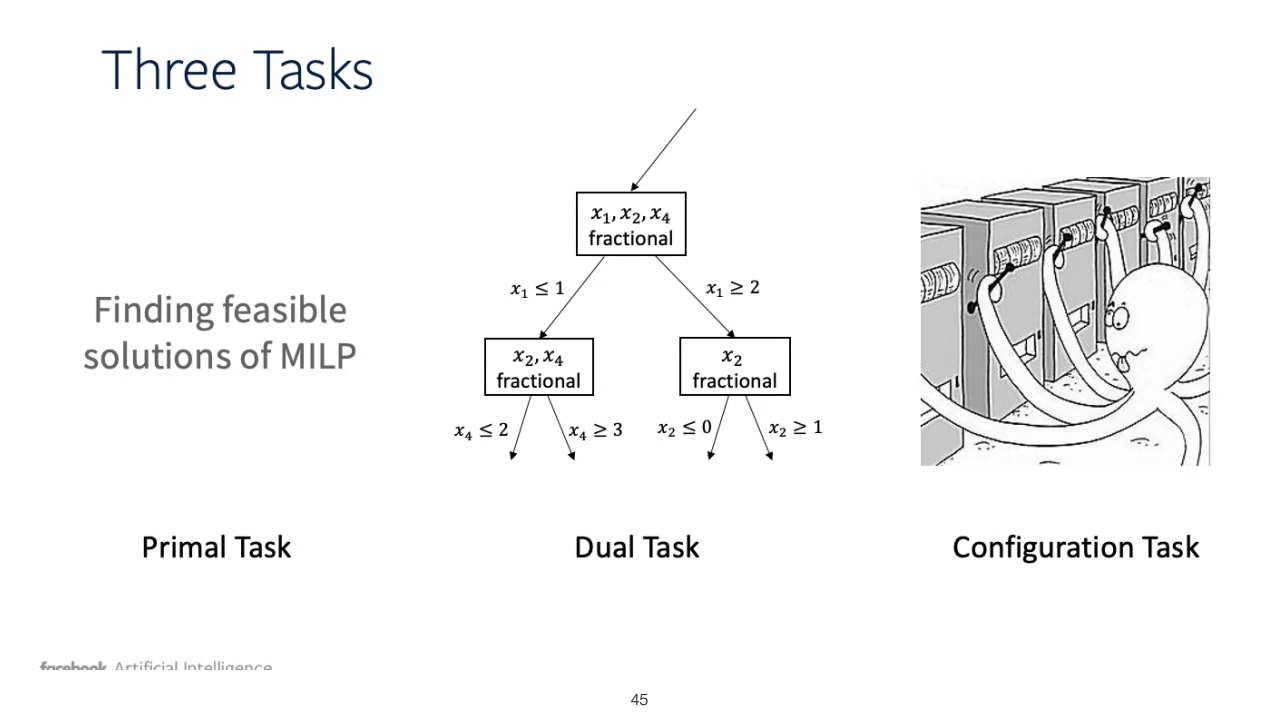 Three Tasks
x₁, x₂, x₄
fractional
x₁ ≤ 1
x₁ ≥ 2
Finding feasible
solutions of MILP
x₂, x₄
fractional
x₂
fractional
x₄ ≤ 2
x₄ ≥ 3
x₂ ≤ 0
x₂ ≥ 1
Primal Task
Dual Task
Configuration Task
facebook Artificial Intelligence
45